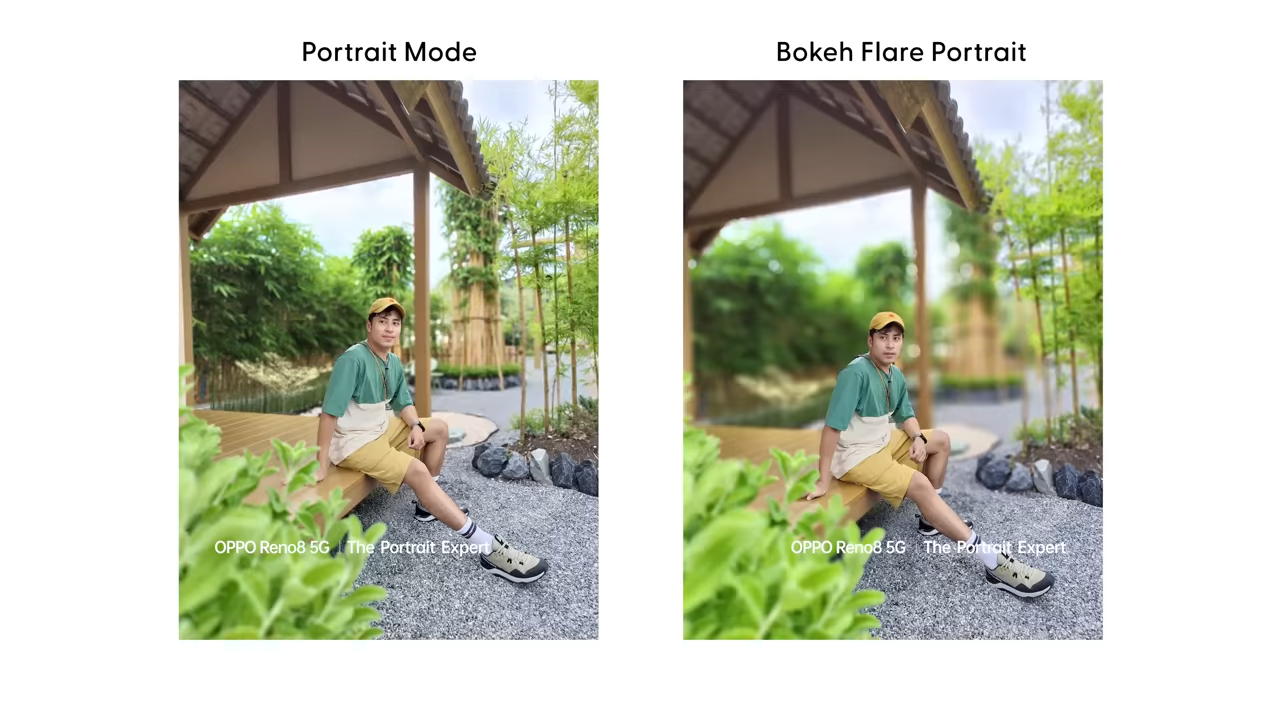 Portrait Mode
Bokeh Flare Portrait
OPPO Reno8 5G | The Portrait Expert
OPPO Reno8 5G The Portrait Expert